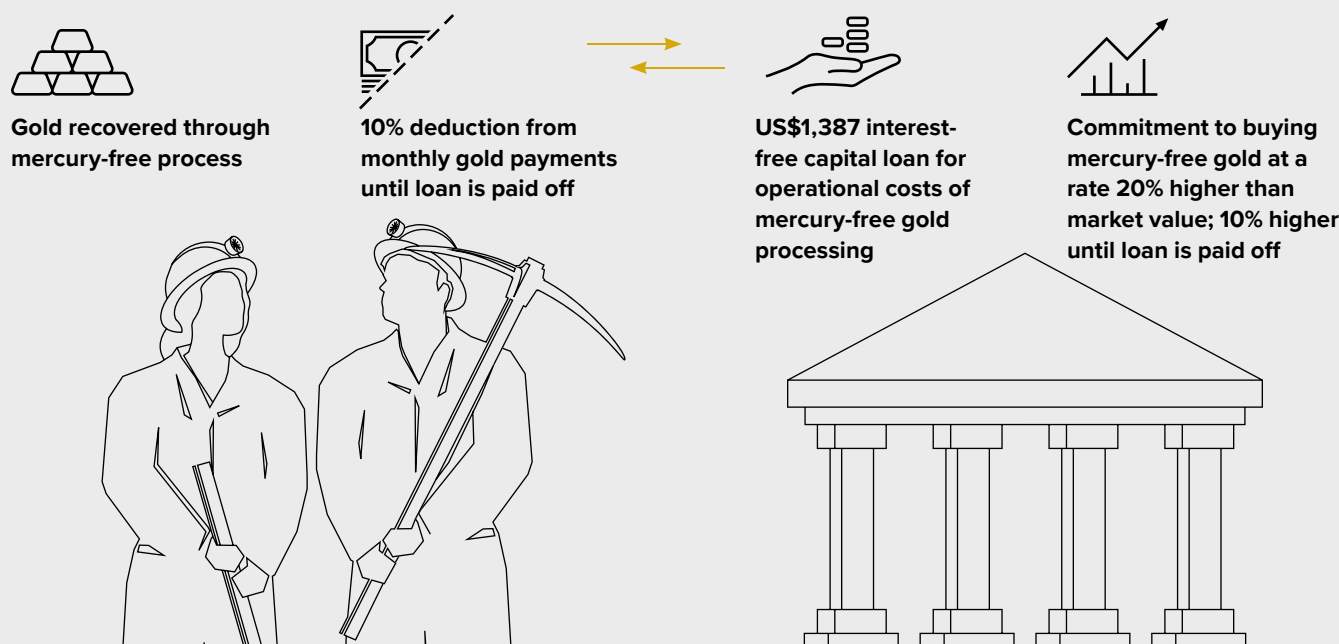 Gold recovered through
mercury-free process
10% deduction from
monthly gold payments
until loan is paid off
US$1,387 interest-
free capital loan for
operational costs of
mercury-free gold
processing
Commitment to buying
mercury-free gold at a
rate 20% higher than
market value; 10% higher
until loan is paid off